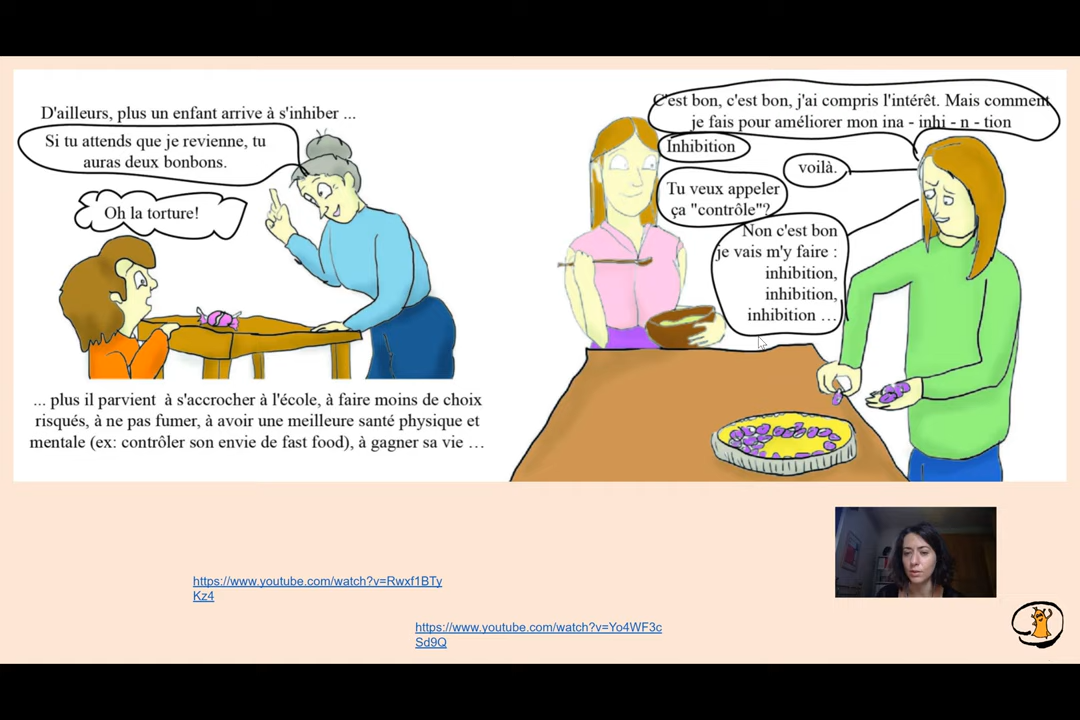 D'ailleurs, plus un enfant arrive à s'inhiber ...
Si tu attends que je revienne, tu
auras deux bonbons.
Oh la torture!
... plus il parvient à s'accrocher à l'école, à faire moins de choix
risqués, à ne pas fumer, à avoir une meilleure santé physique et
mentale (ex: contrôler son envie de fast food), à gagner sa vie ...
C'est bon, c'est bon, j'ai compris l'intérêt. Mais comment
je fais pour améliorer mon ina - inhi - n - tion
Inhibition
voilà.
Tu veux appeler
ça "contrôle"?
Non c'est bon
je vais m'y faire :
inhibition,
inhibition,
inhibition ...
https://www.youtube.com/watch?v=Rwxf1BTy
Kz4
https://www.youtube.com/watch?v=Yo4WF3c
Sd9Q